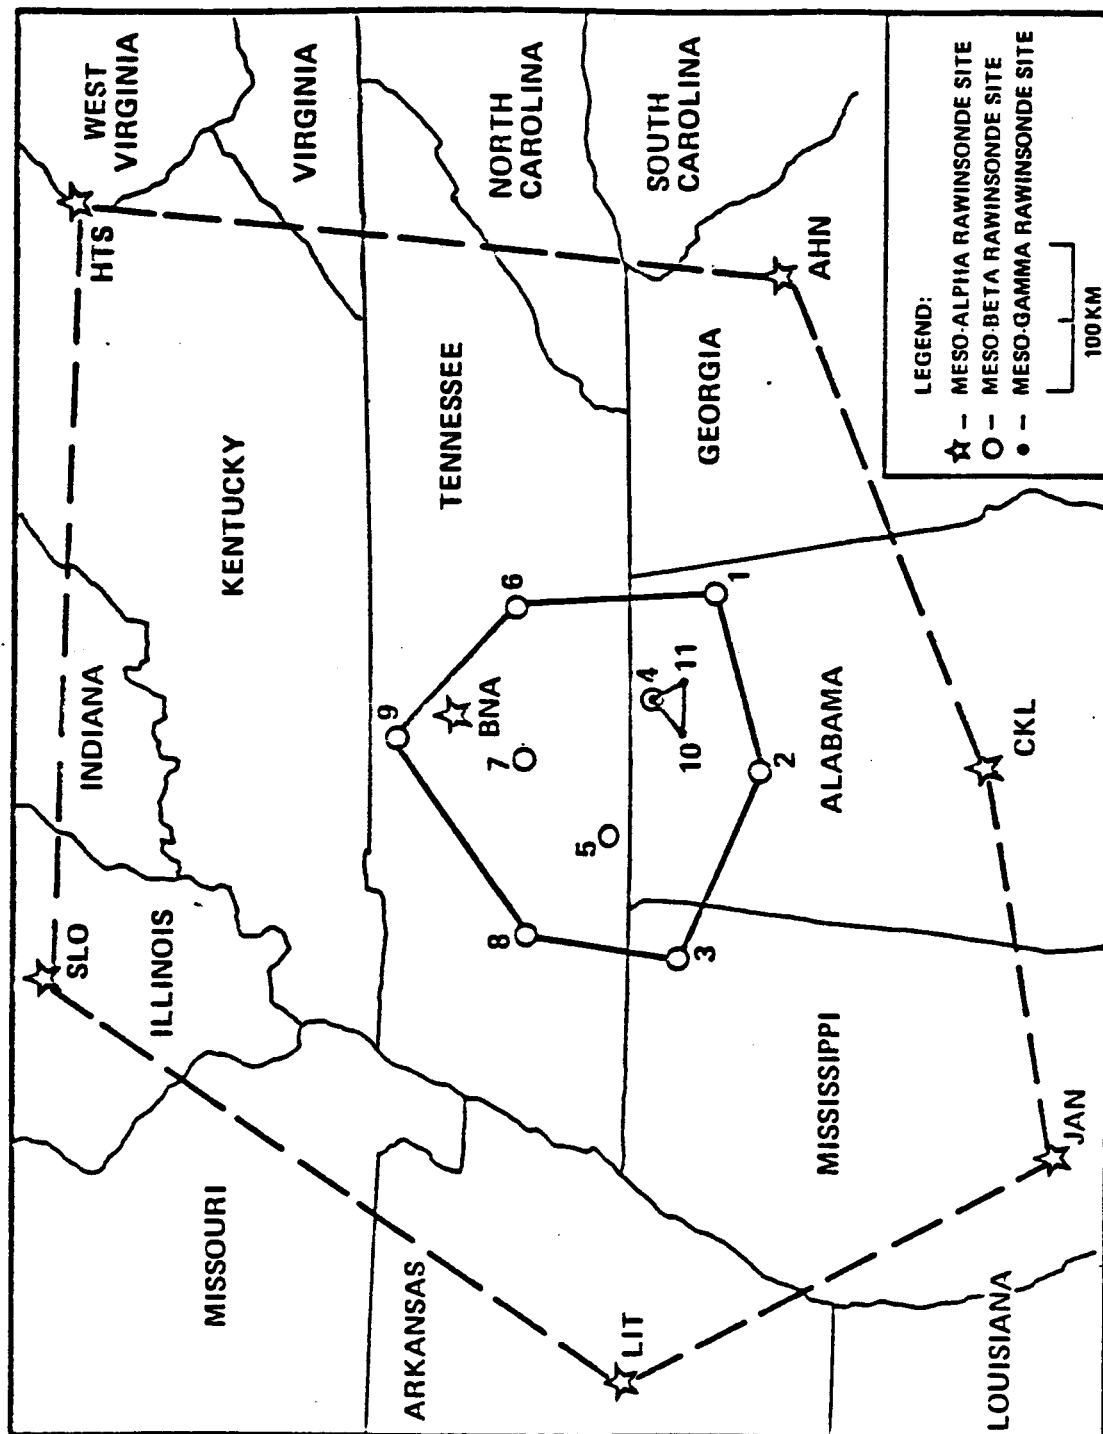 WEST
VIRGINIA
HTS
VIRGINIA
INDIANA
SLO
ILLINOIS
KENTUCKY
MISSOURI
NORTH
CAROLINA
TENNESSEE
9
6
BNA
7
8
5
ARKANSAS
LIT
SOUTH
CAROLINA
AHN
GEORGIA
4
11
10
1
2
3
ALABAMA
CKL
MISSISSIPPI
JAN
LOUISIANA
LEGEND:
☆ – MESO-ALPHA RAWINSONDE SITE
○ – MESO-BETA RAWINSONDE SITE
• – MESO-GAMMA RAWINSONDE SITE
100 KM